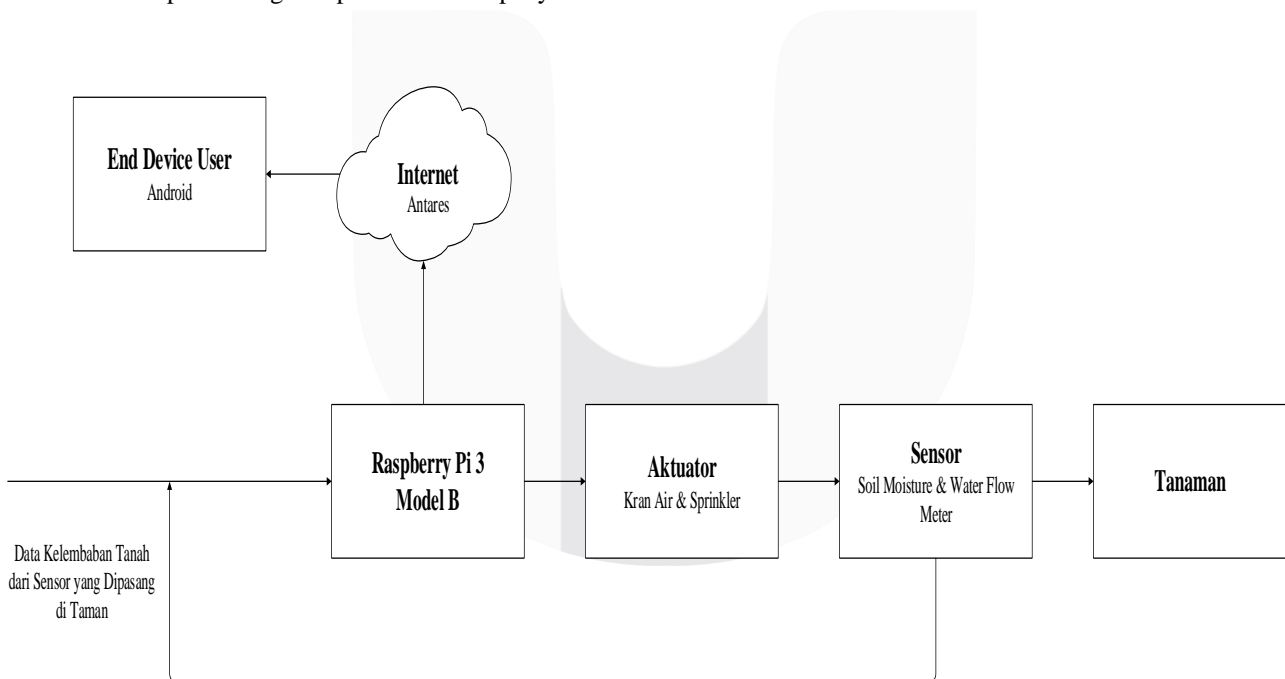 End Device User
Android
Internet
Antares
Raspberry Pi 3
Model B
Aktuator
Kran Air & Sprinkler
Sensor
Soil Moisture & Water Flow
Meter
Tanaman
Data Kelembaban Tanah
dari Sensor yang Dipasang
di Taman